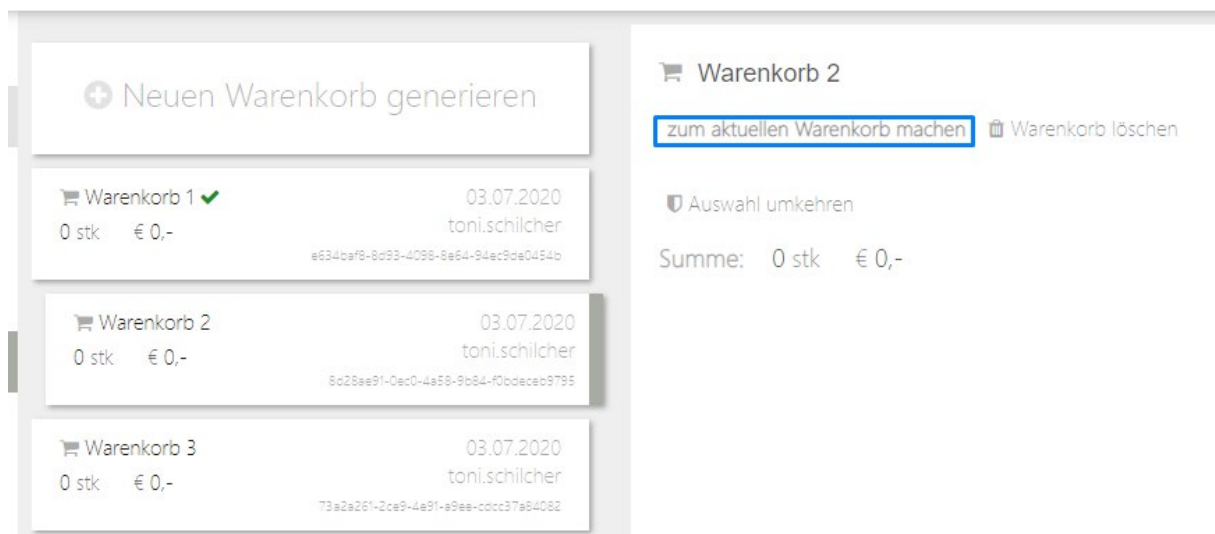 Neuen Warenkorb generieren
Warenkorb 1
03.07.2020
0 stk € 0,-
toni.schilcher
e634baf8-8d93-4098-8e64-94ec9de0454b
Warenkorb 2
03.07.2020
0 stk € 0,-
toni.schilcher
8d28ae91-0ec0-4a58-9b84-f0bdeceb9795
Warenkorb 3
03.07.2020
0 stk € 0,-
toni.schilcher
73a2a261-2ce9-4e91-a9ee-cdcc37a84082
Warenkorb 2
zum aktuellen Warenkorb machen
Warenkorb löschen
Auswahl umkehren
Summe: 0 stk € 0,-